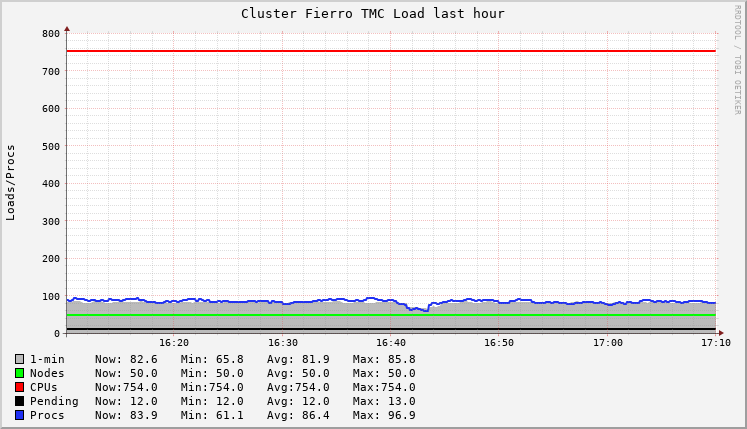 Cluster Fierro TMC Load last hour
RRDTOOL / TOBI OETIKER
Loads/Procs
800
700
600
500
400
300
200
100
0
16:20 16:30 16:40 16:50 17:00 17:10
1-min Now: 82.6 Min: 65.8 Avg: 81.9 Max: 85.8
Nodes Now: 50.0 Min: 50.0 Avg: 50.0 Max: 50.0
CPUs Now:754.0 Min:754.0 Avg:754.0 Max:754.0
Pending Now: 12.0 Min: 12.0 Avg: 12.0 Max: 13.0
Procs Now: 83.9 Min: 61.1 Avg: 86.4 Max: 96.9